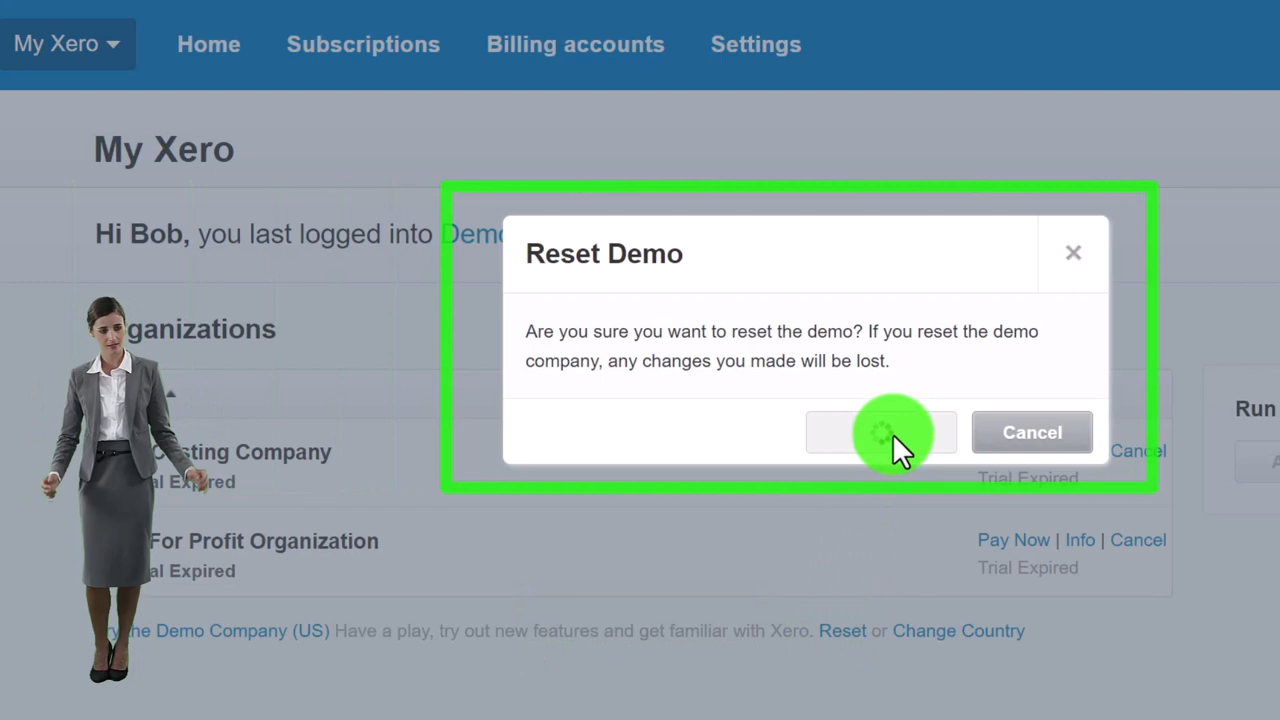 My Xero Home Subscriptions Billing accounts Settings
My Xero
Hi Bob, you last logged into Demo
Reset Demo
×
Are you sure you want to reset the demo? If you reset the demo
company, any changes you made will be lost.
Cancel
ganizations
Run
Costing Company
Cancel
al Expired
Trial Expired
For Profit Organization
Pay Now | Info | Cancel
al Expired
Trial Expired
ry the Demo Company (US) Have a play, try out new features and get familiar with Xero. Reset or Change Country